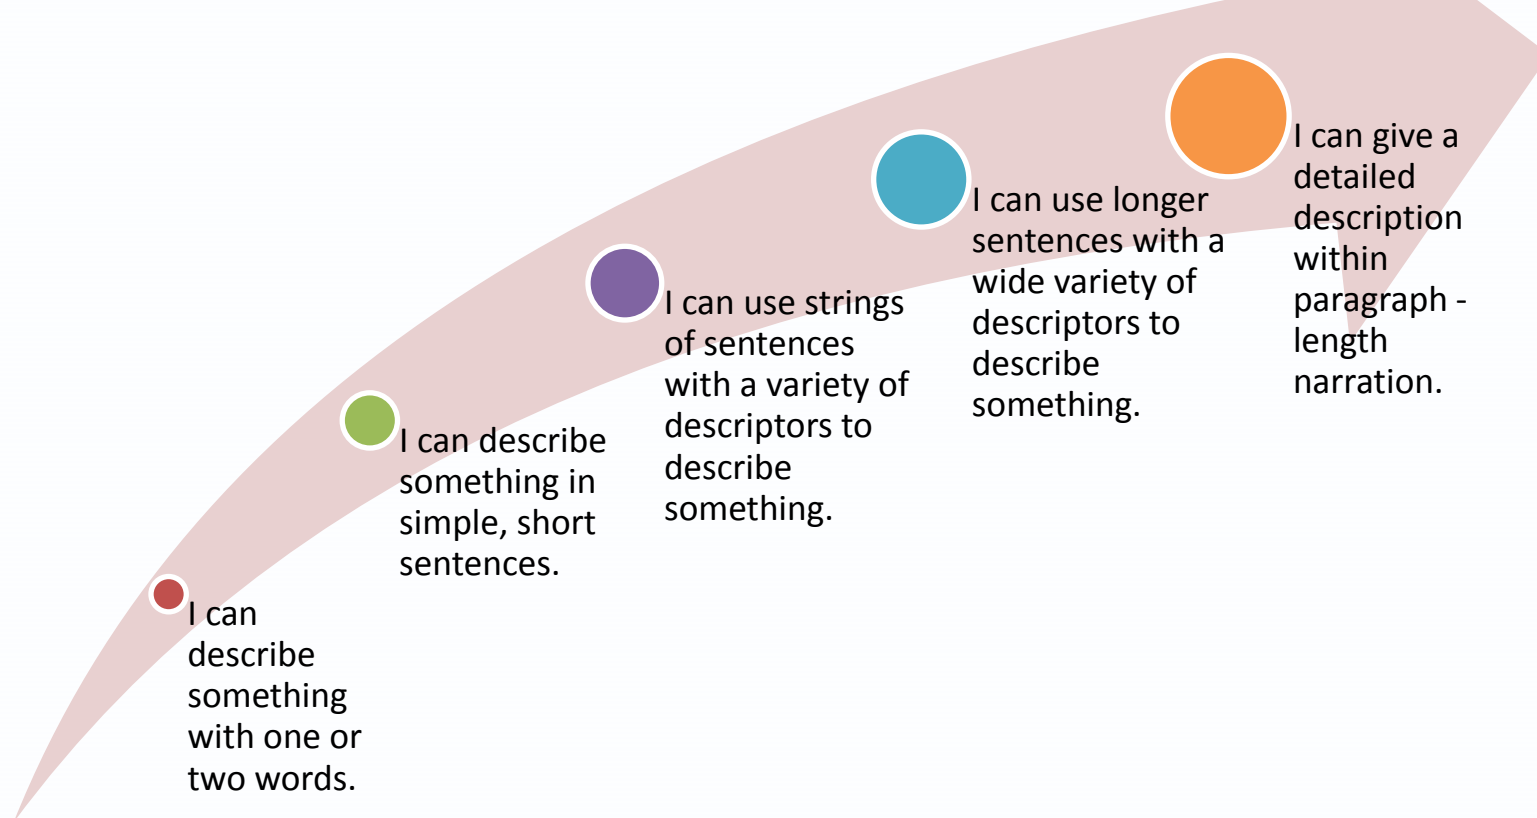 I can
describe
something
with one or
two words.
I can describe
something in
simple, short
sentences.
I can use strings
of sentences
with a variety of
descriptors to
describe
something.
I can use longer
sentences with a
wide variety of
descriptors to
describe
something.
I can give a
detailed
description
within
paragraph -
length
narration.